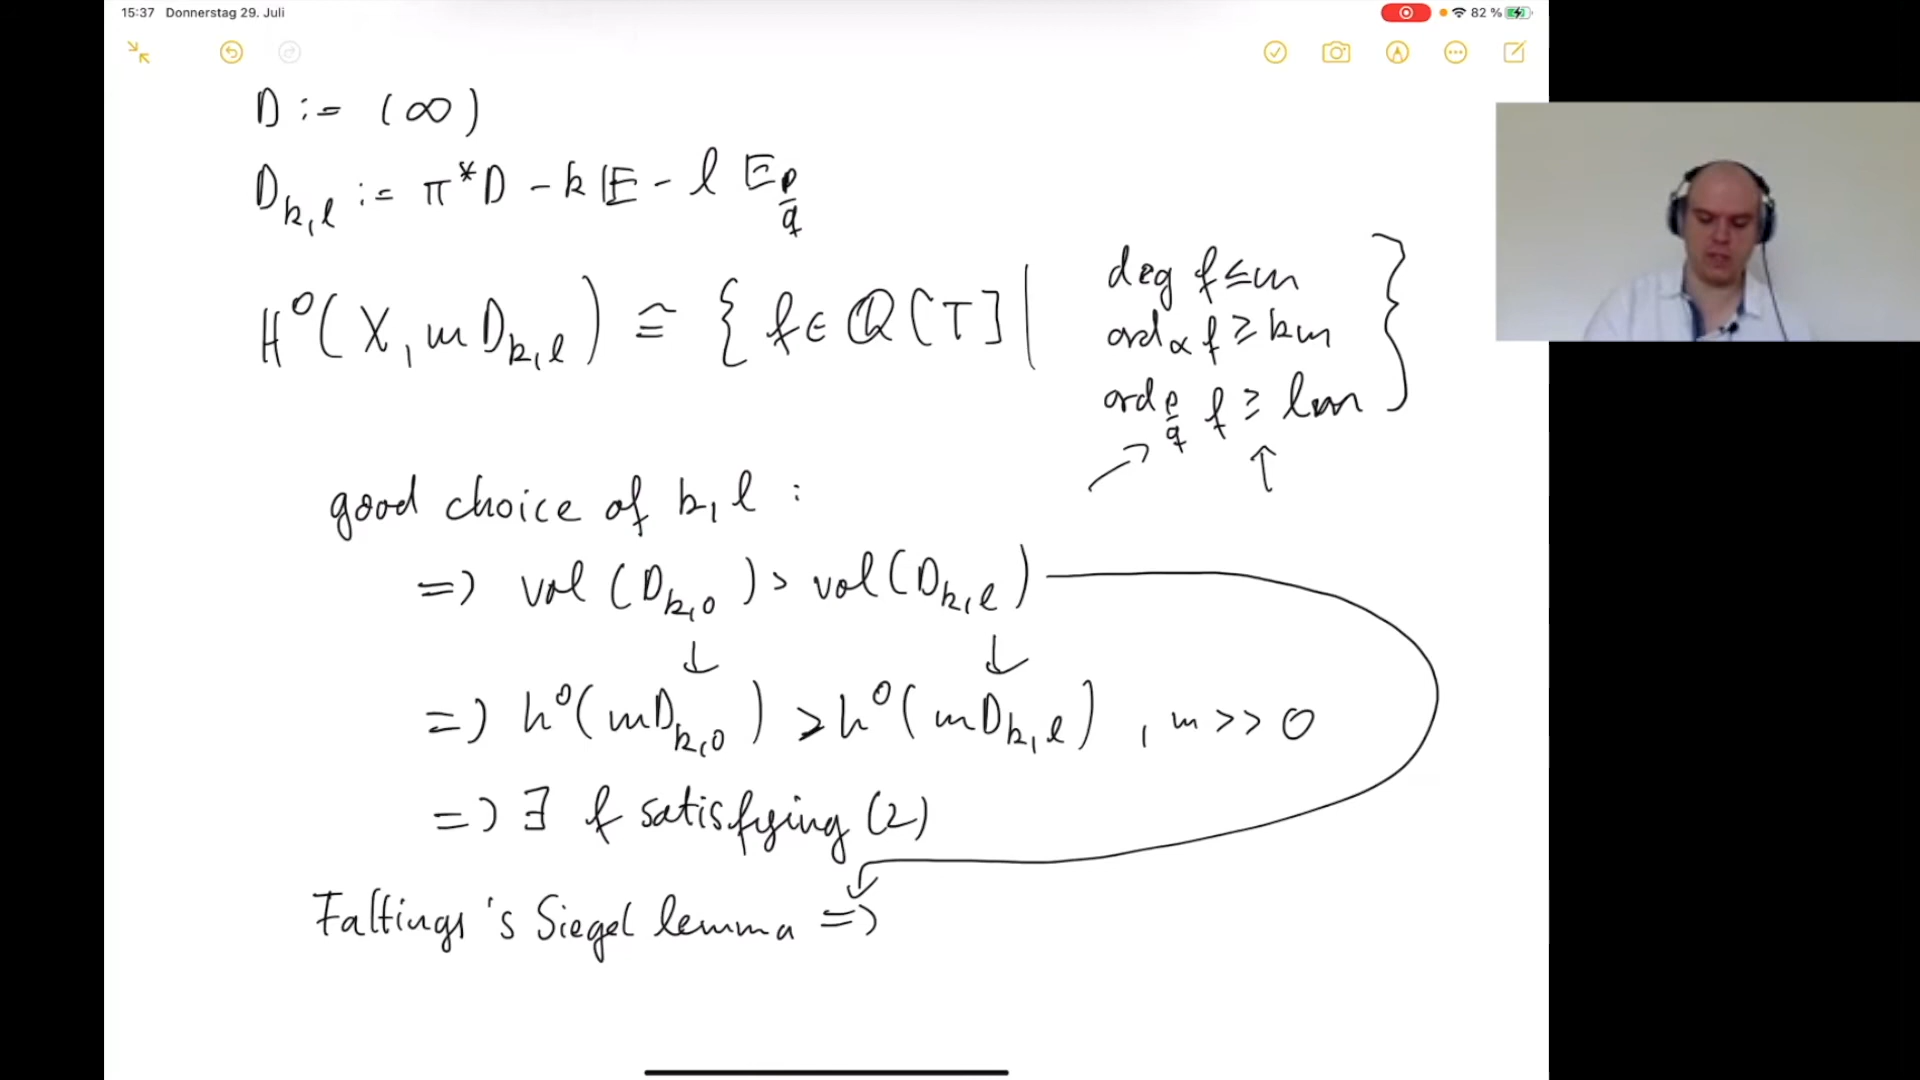 15:37 Donnerstag 29. Juli 82 %
D := (∞)
D_{k,l} := π*D - kE - l E_{p/q}
H⁰(X, mD_{k,l}) ≅ { f ∈ ℚ[T] | deg f ≤ m
ord_α f ≥ km
ord_{p/q} f ≥ lm }
good choice of k, l :
=> vol (D_{k,0}) > vol (D_{k,l})
=> h⁰(mD_{k,0}) > h⁰(mD_{k,l}) , m >> 0
=> ∃ f satisfying (2)
Faltings's Siegel lemma =>